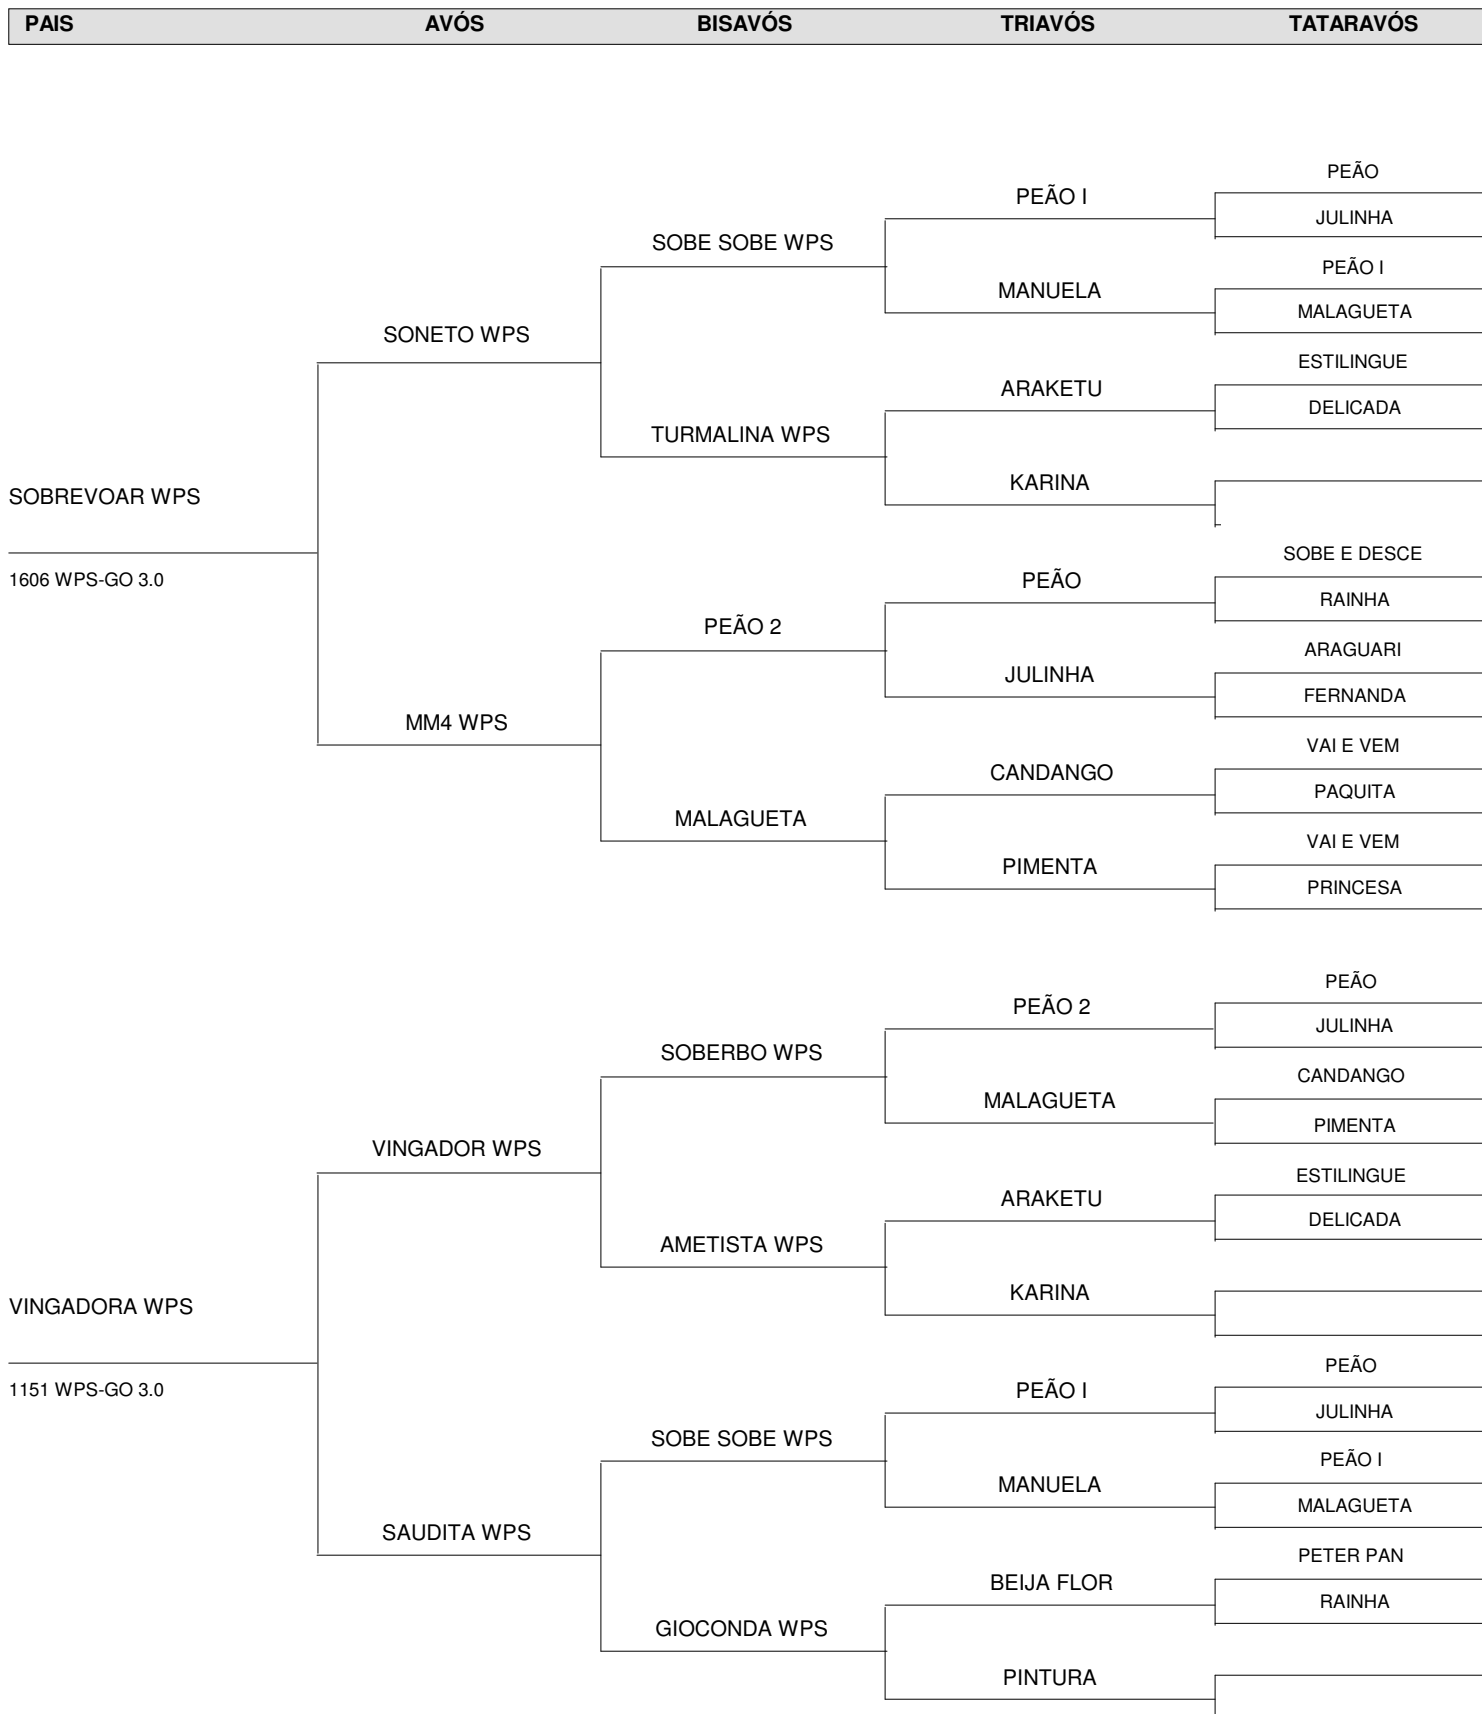 PAIS AVÓS BISAVÓS TRIAVÓS TATARAVÓS
PEÃO
PEÃO I
JULINHA
SOBE SOBE WPS
PEÃO I
MANUELA
MALAGUETA
SONETO WPS
ESTILINGUE
ARAKETU
DELICADA
TURMALINA WPS
KARINA
SOBREVOAR WPS
SOBE E DESCE
1606 WPS-GO 3.0
PEÃO
RAINHA
PEÃO 2
ARAGUARI
JULINHA
FERNANDA
MM4 WPS
VAI E VEM
CANDANGO
PAQUITA
MALAGUETA
VAI E VEM
PIMENTA
PRINCESA
PEÃO
PEÃO 2
JULINHA
SOBERBO WPS
CANDANGO
MALAGUETA
PIMENTA
VINGADOR WPS
ESTILINGUE
ARAKETU
DELICADA
AMETISTA WPS
KARINA
VINGADORA WPS
PEÃO
1151 WPS-GO 3.0
PEÃO I
JULINHA
SOBE SOBE WPS
PEÃO I
MANUELA
MALAGUETA
SAUDITA WPS
PETER PAN
BEIJA FLOR
RAINHA
GIOCONDA WPS
PINTURA